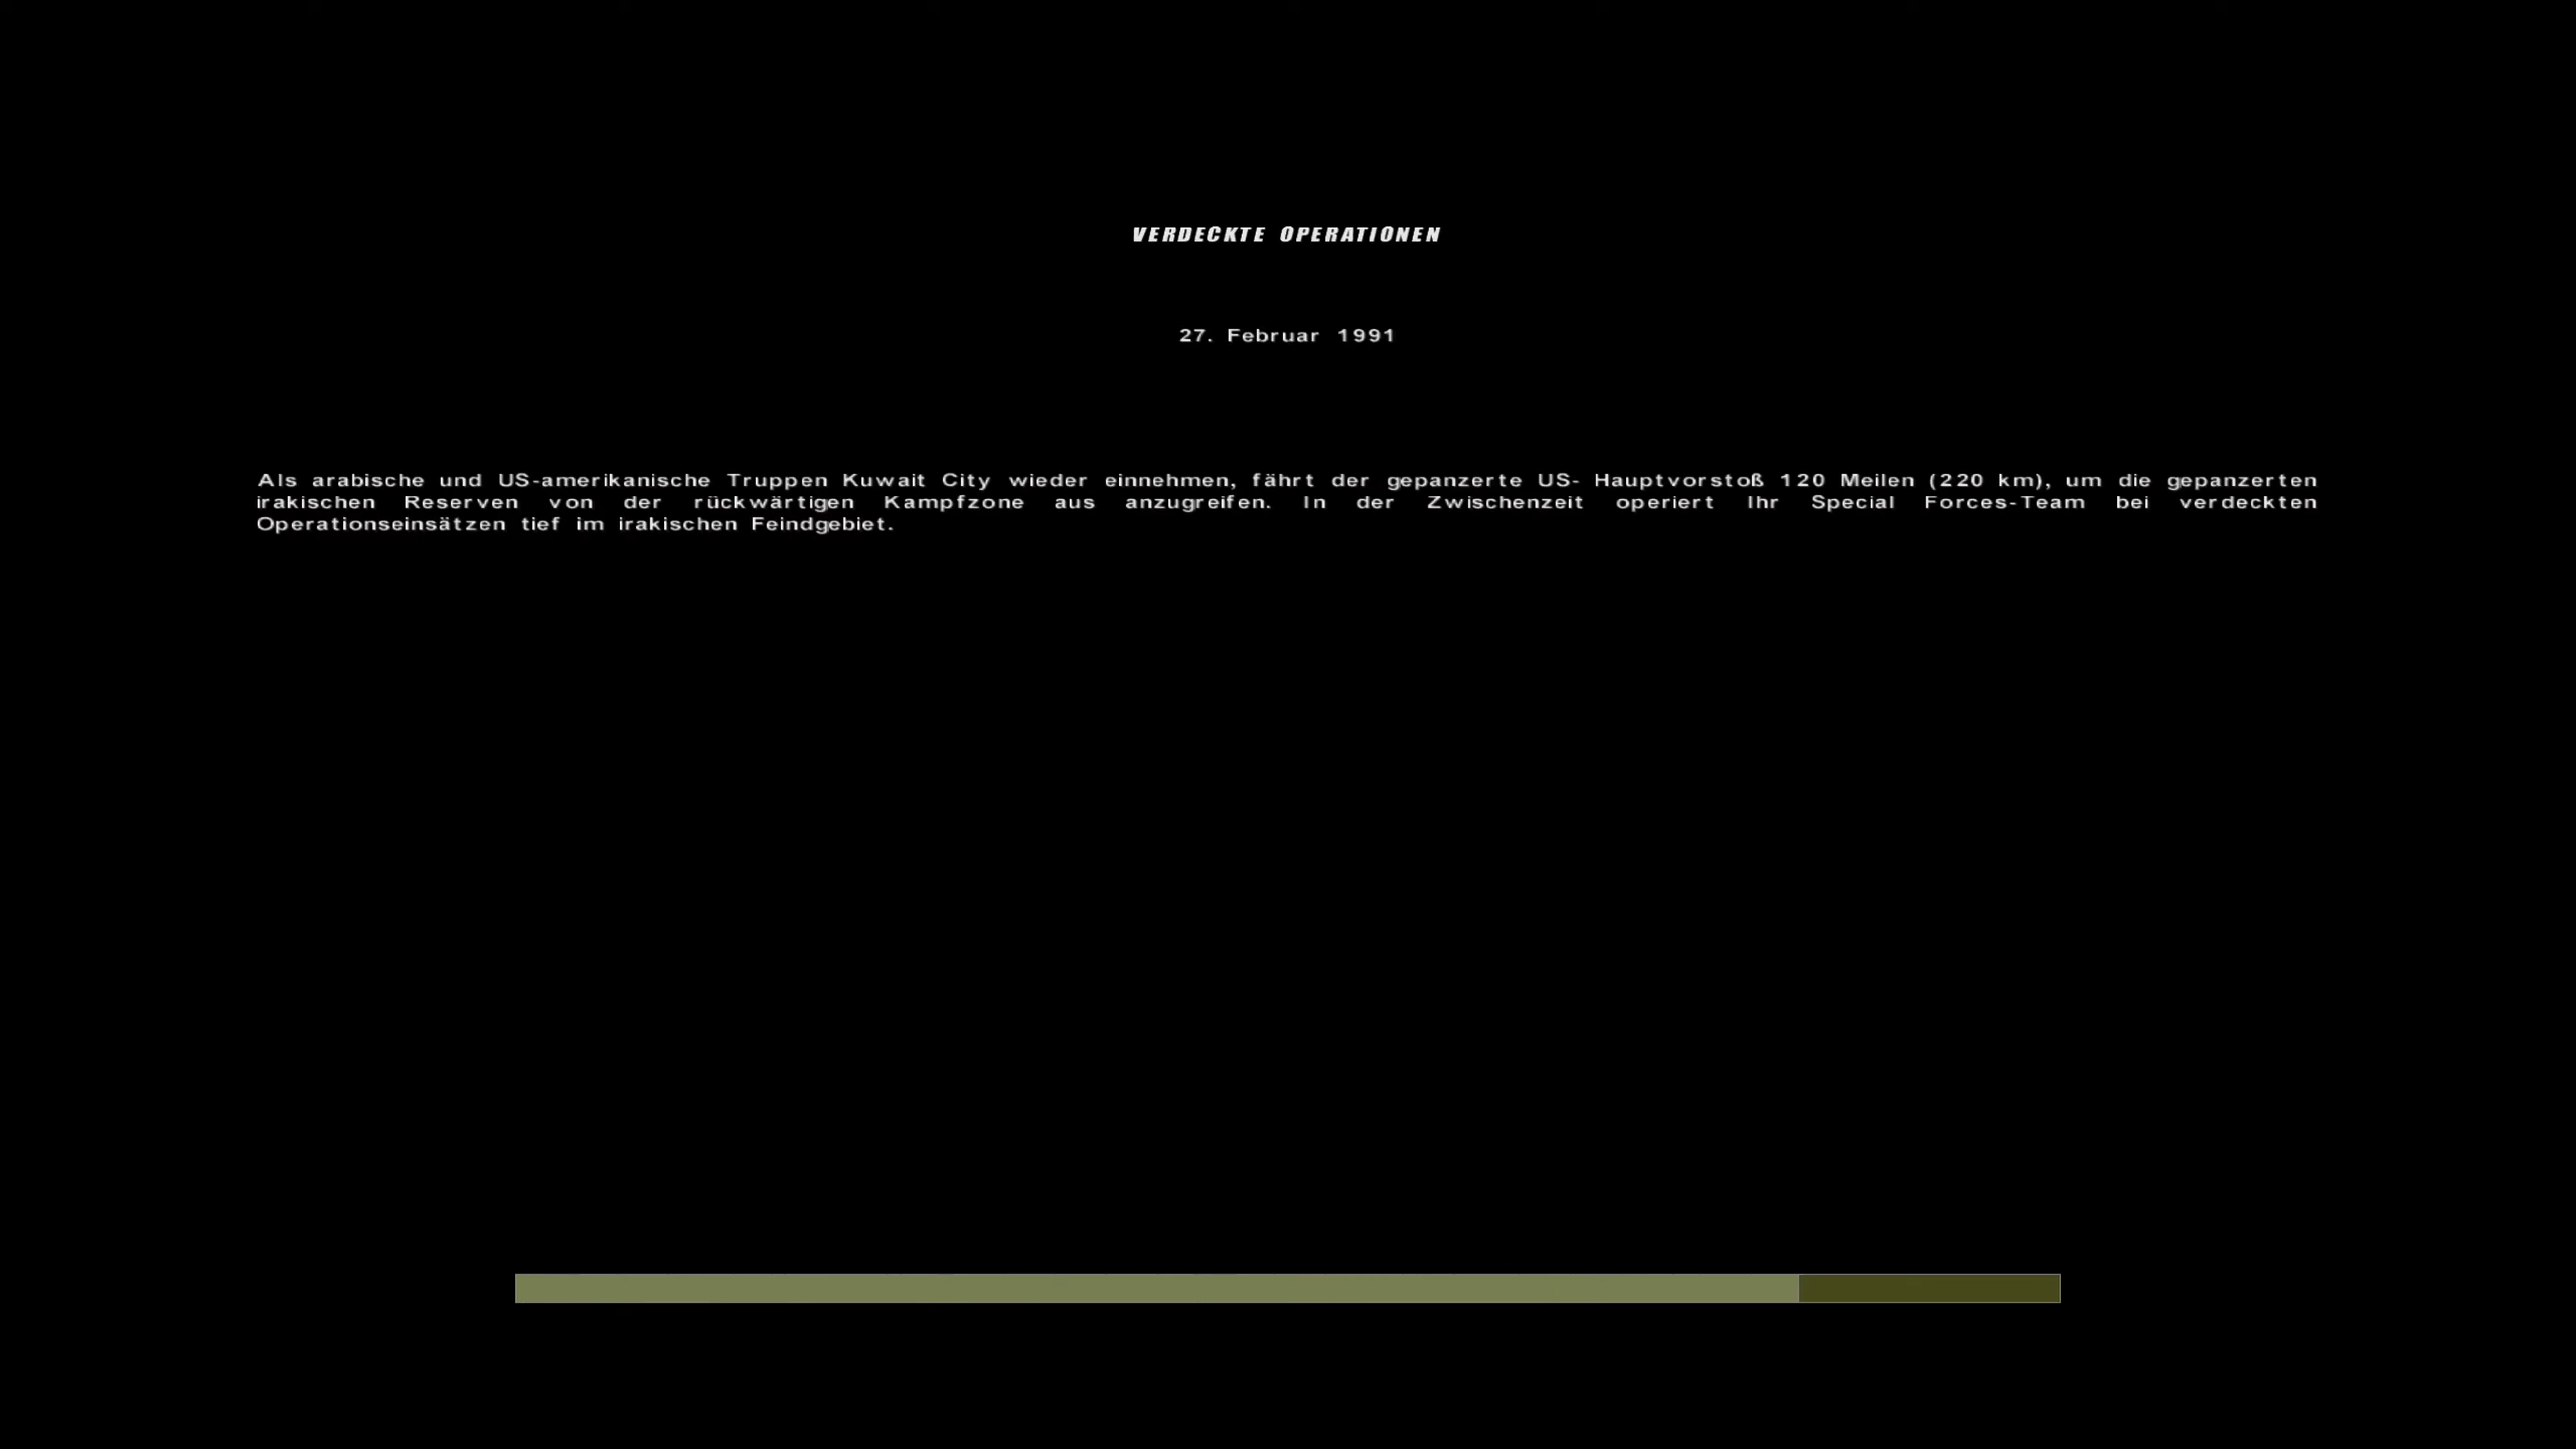 VERDECKTE OPERATIONEN
27. Februar 1991
Als arabische und US-amerikanische Truppen Kuwait City wieder einnehmen, fährt der gepanzerte US- Hauptvorstoß 120 Meilen (220 km), um die gepanzerten
irakischen Reserven von der rückwärtigen Kampfzone aus anzugreifen. In der Zwischenzeit operiert Ihr Special Forces-Team bei verdeckten
Operationseinsätzen tief im irakischen Feindgebiet.